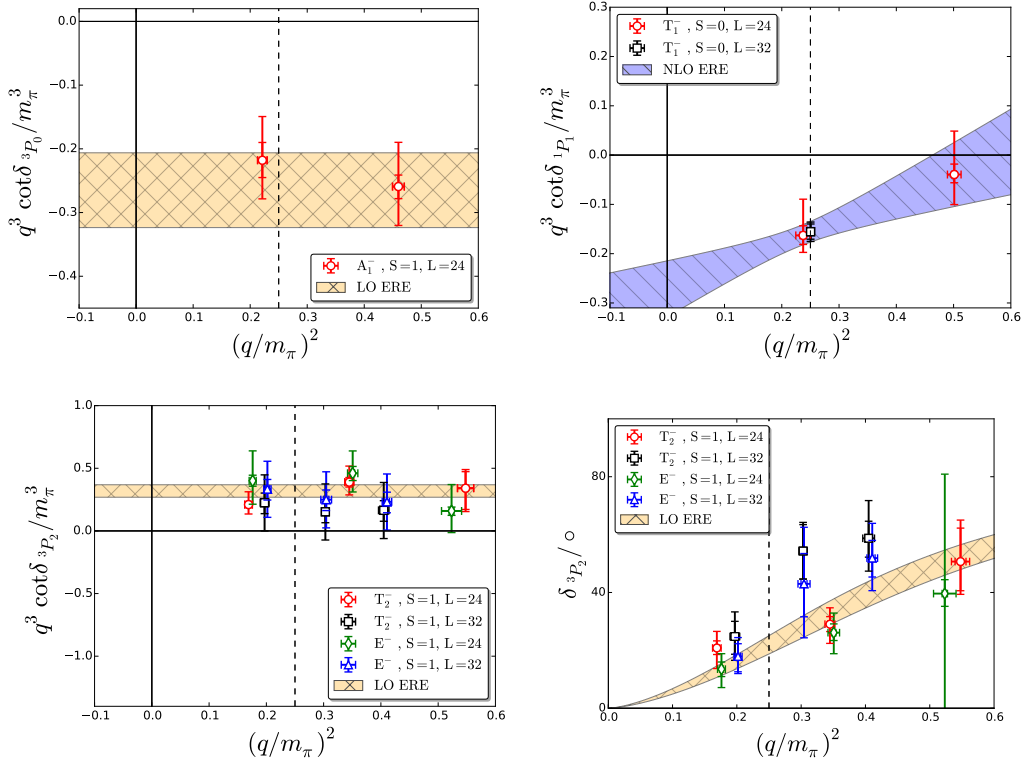 0.0
−0.1
−0.2
−0.3
−0.4
q³ cotδ ³P₀/m³π
−0.1 0.0 0.1 0.2 0.3 0.4 0.5 0.6
(q/mπ)²
A₁⁻ , S=1, L=24
LO ERE
0.3
0.2
0.1
0.0
−0.1
−0.2
−0.3
q³ cotδ ¹P₁/m³π
−0.1 0.0 0.1 0.2 0.3 0.4 0.5 0.6
(q/mπ)²
T₁⁻ , S=0, L=24
T₁⁻ , S=0, L=32
NLO ERE
1.0
0.5
0.0
−0.5
−1.0
q³ cotδ ³P₂/m³π
−0.1 0.0 0.1 0.2 0.3 0.4 0.5 0.6
(q/mπ)²
T₂⁻ , S=1, L=24
T₂⁻ , S=1, L=32
E⁻ , S=1, L=24
E⁻ , S=1, L=32
LO ERE
80
40
0
δ ³P₂/∘
0.0 0.1 0.2 0.3 0.4 0.5 0.6
(q/mπ)²
T₂⁻ , S=1, L=24
T₂⁻ , S=1, L=32
E⁻ , S=1, L=24
E⁻ , S=1, L=32
LO ERE